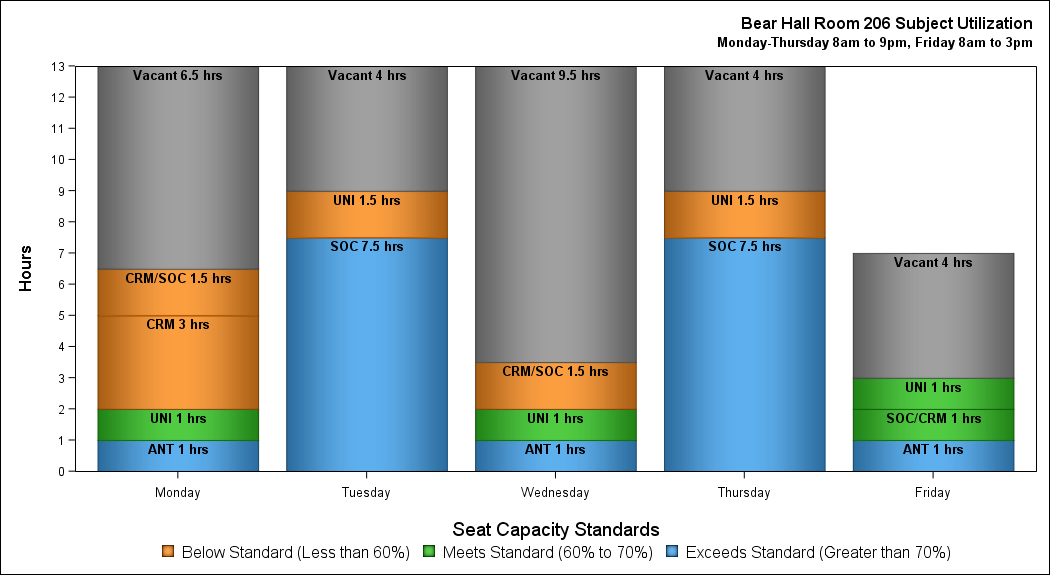 Bear Hall Room 206 Subject Utilization
Monday-Thursday 8am to 9pm, Friday 8am to 3pm
Hours
13
12
11
10
9
8
7
6
5
4
3
2
1
0
Vacant 6.5 hrs
CRM/SOC 1.5 hrs
CRM 3 hrs
UNI 1 hrs
ANT 1 hrs
Vacant 4 hrs
UNI 1.5 hrs
SOC 7.5 hrs
Vacant 9.5 hrs
CRM/SOC 1.5 hrs
UNI 1 hrs
ANT 1 hrs
Vacant 4 hrs
UNI 1.5 hrs
SOC 7.5 hrs
Vacant 4 hrs
UNI 1 hrs
SOC/CRM 1 hrs
ANT 1 hrs
Monday Tuesday Wednesday Thursday Friday
Seat Capacity Standards
Below Standard (Less than 60%) Meets Standard (60% to 70%) Exceeds Standard (Greater than 70%)